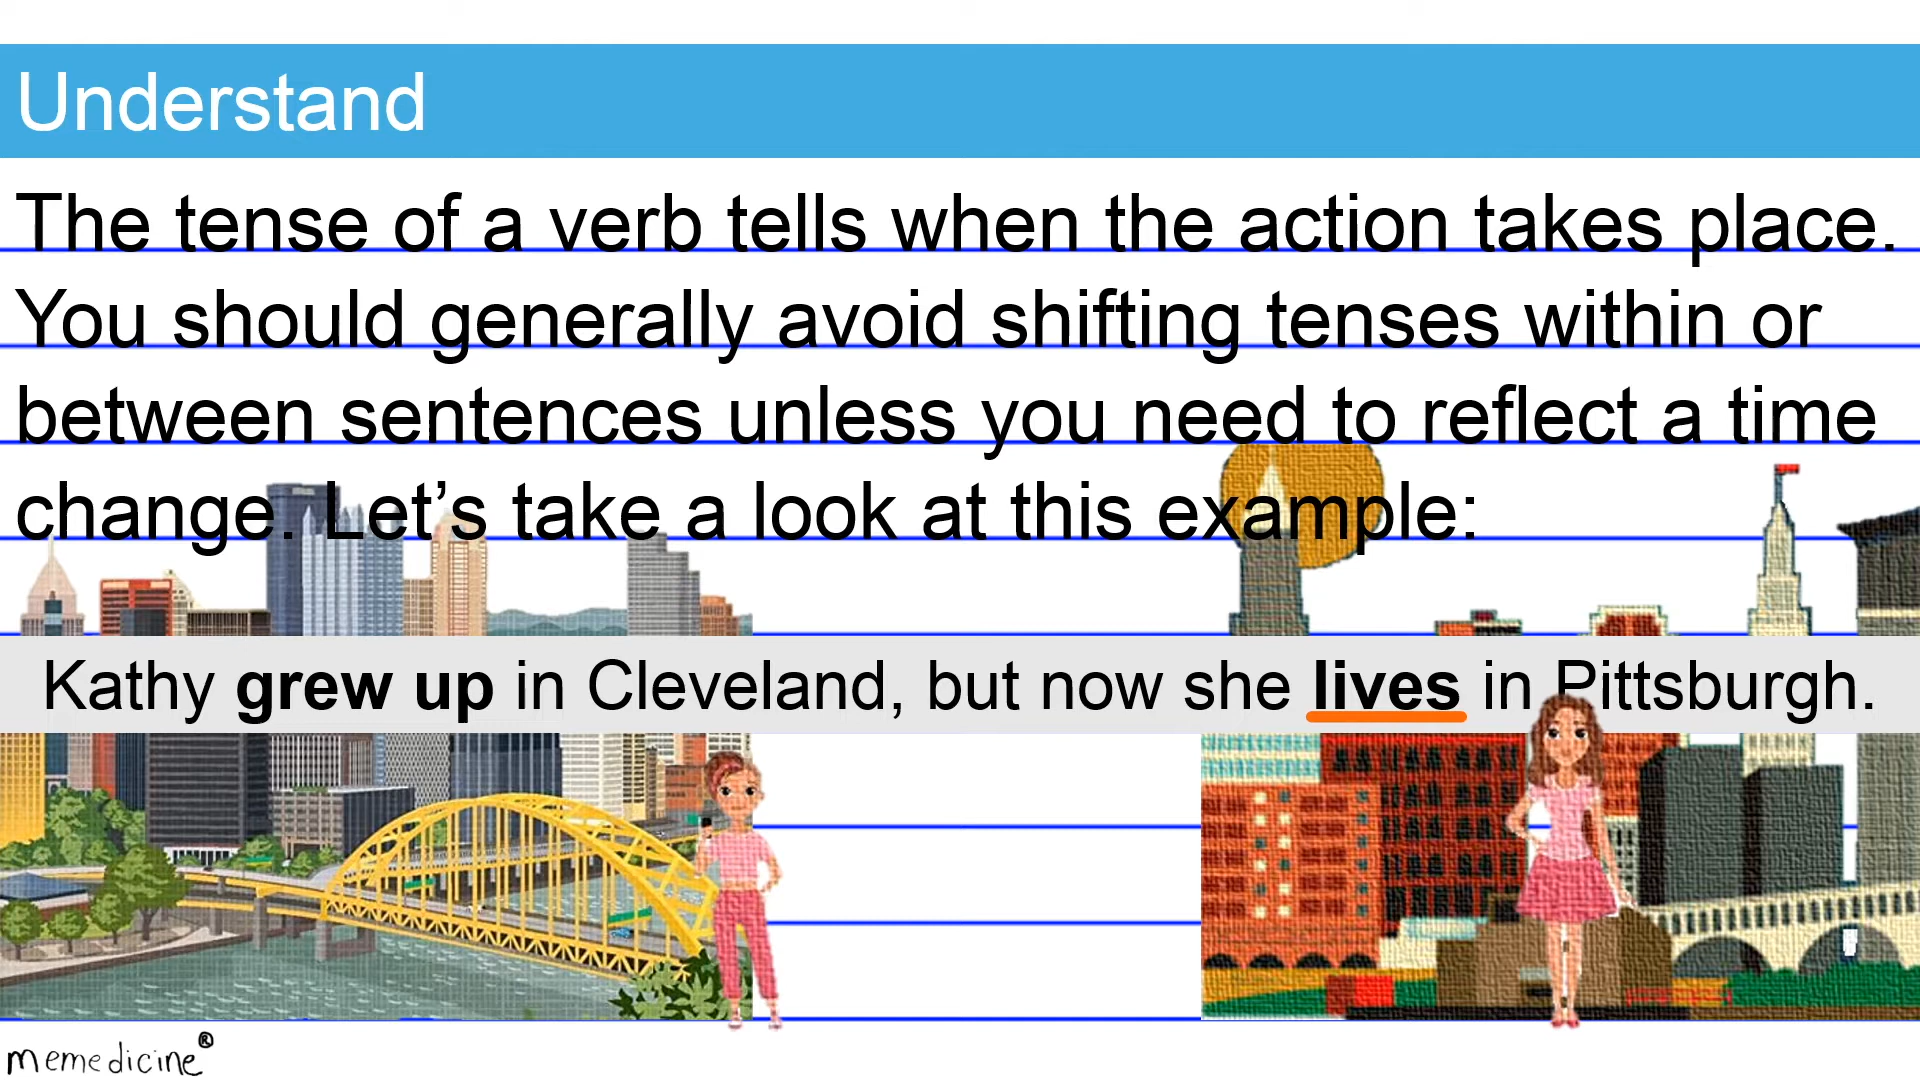 Understand
The tense of a verb tells when the action takes place.
You should generally avoid shifting tenses within or
between sentences unless you need to reflect a time
change. Let’s take a look at this example:
Kathy grew up in Cleveland, but now she lives in Pittsburgh.
memedicine®